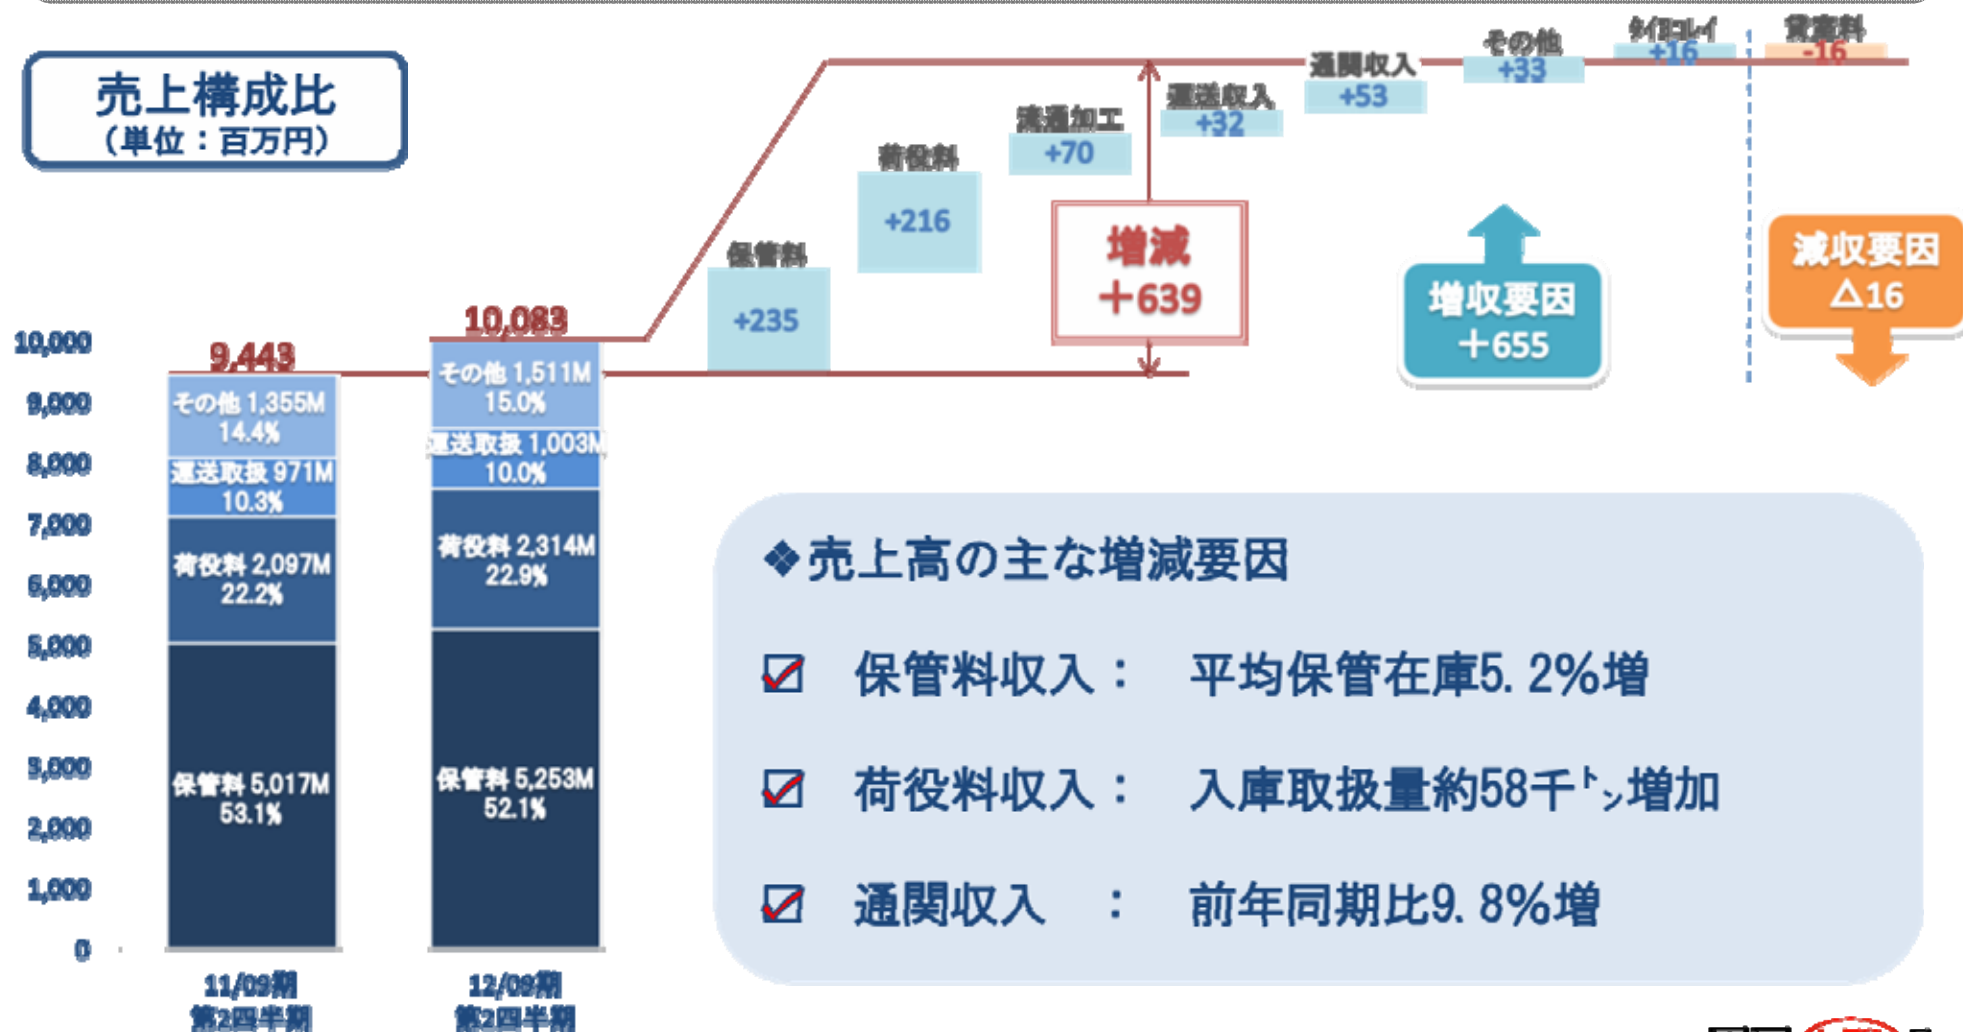 売上構成比
（単位：百万円）
保管料
+235
荷役料
+216
流通加工
+70
運送収入
+32
通関収入
+53
その他
+33
+16
賃貸料
-16
増減
＋639
増収要因
＋655
減収要因
△16
10,000
9,000
8,000
7,000
6,000
5,000
4,000
3,000
2,000
1,000
0
9,443
その他 1,355M
14.4%
運送取扱 971M
10.3%
荷役料 2,097M
22.2%
保管料 5,017M
53.1%
11/09期
第2四半期
10,083
その他 1,511M
15.0%
運送取扱 1,003M
10.0%
荷役料 2,314M
22.9%
保管料 5,253M
52.1%
12/09期
第2四半期
❖売上高の主な増減要因
保管料収入： 平均保管在庫5.2%増
荷役料収入： 入庫取扱量約58千㌧増加
通関収入 ： 前年同期比9.8%増